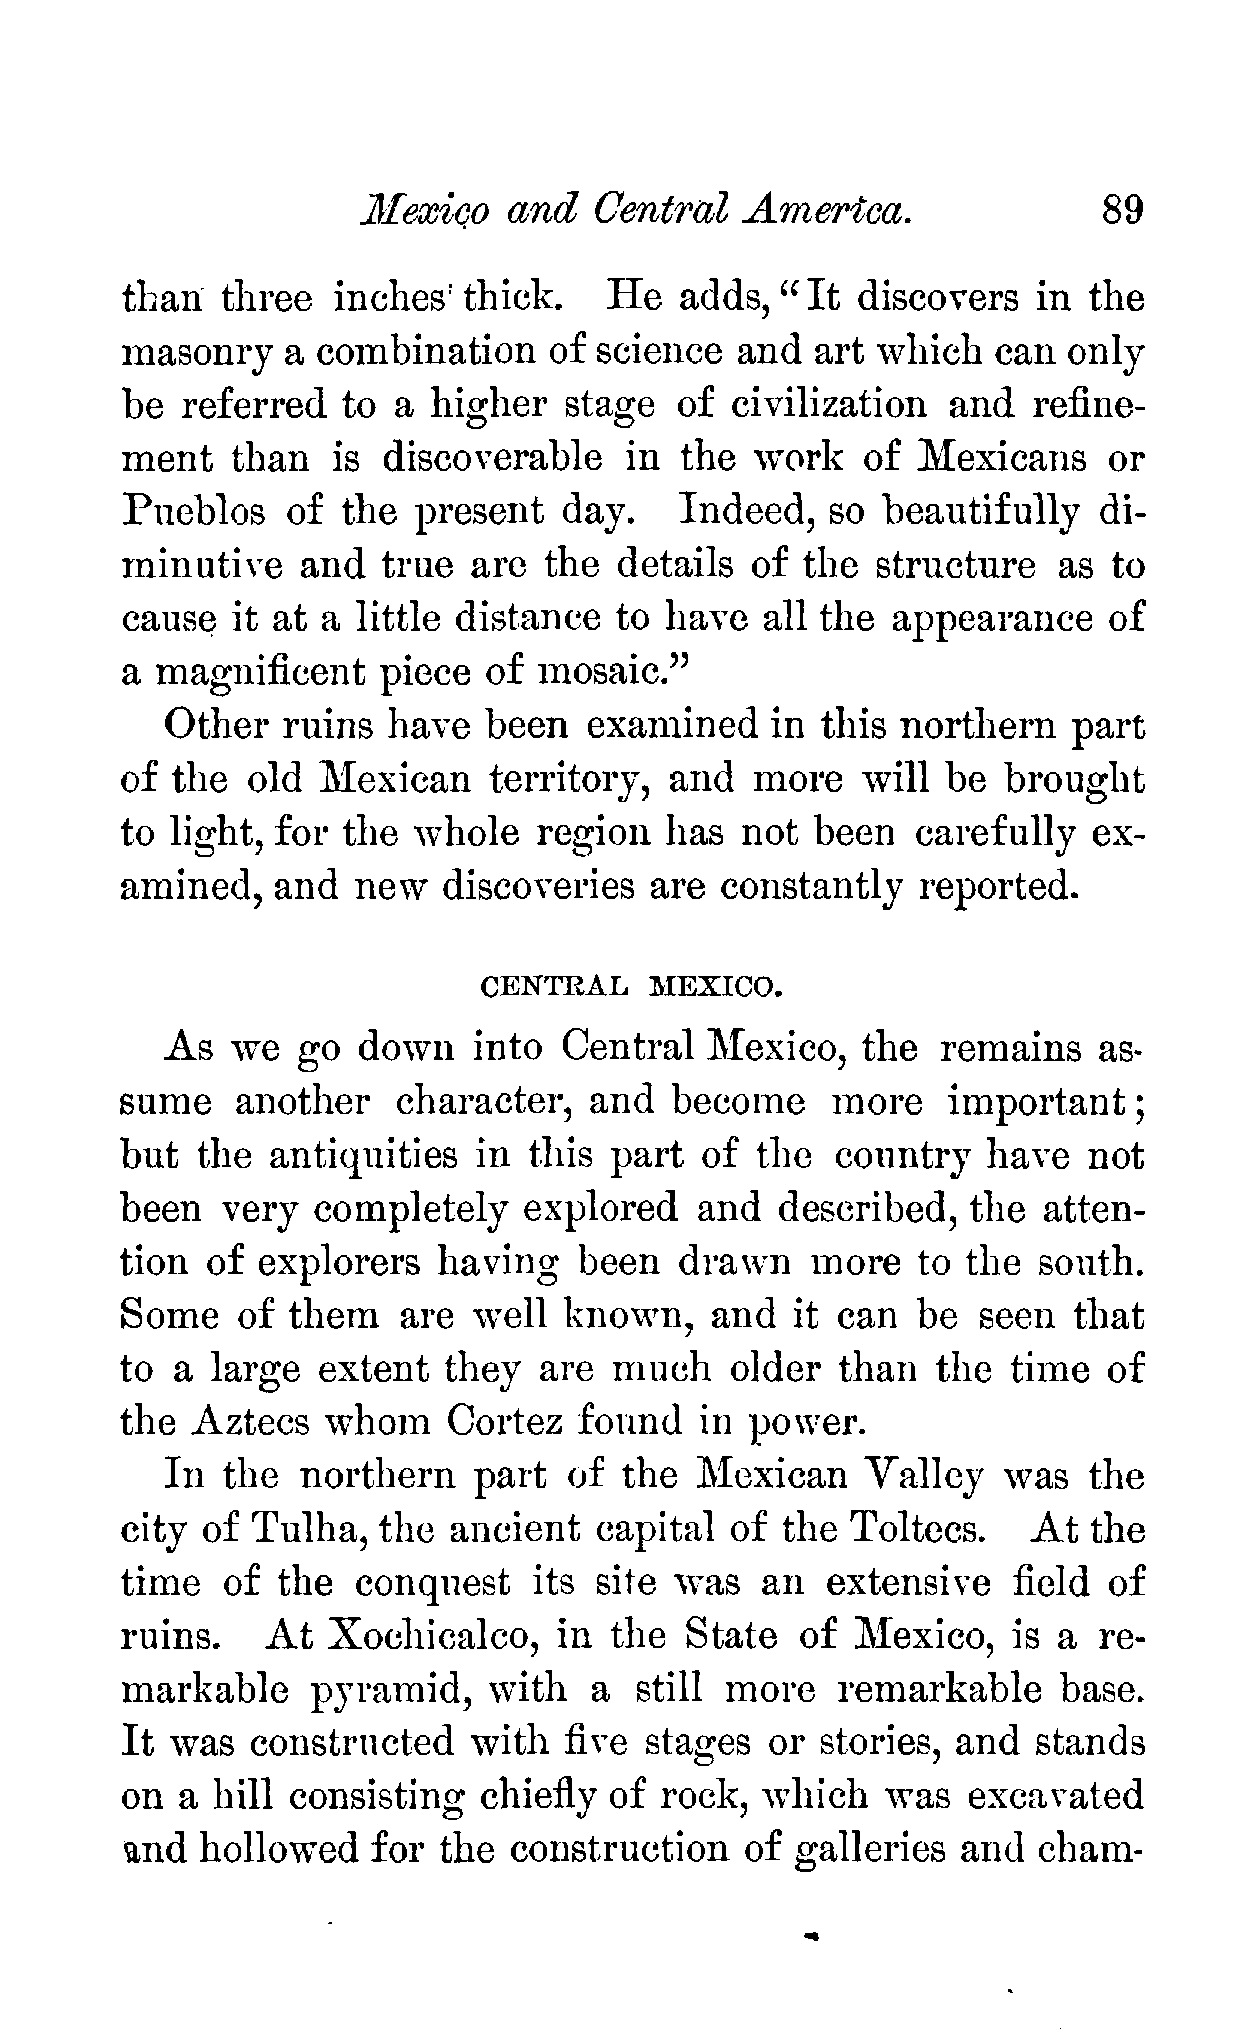 Mexico and Central America. 89
than three inches thick. He adds, "It discovers in the
masonry a combination of science and art which can only
be referred to a higher stage of civilization and refine-
ment than is discoverable in the work of Mexicans or
Pueblos of the present day. Indeed, so beautifully di-
minutive and true are the details of the structure as to
cause it at a little distance to have all the appearance of
a magnificent piece of mosaic."
Other ruins have been examined in this northern part
of the old Mexican territory, and more will be brought
to light, for the whole region has not been carefully ex-
amined, and new discoveries are constantly reported.
CENTRAL MEXICO.
As we go down into Central Mexico, the remains as-
sume another character, and become more important;
but the antiquities in this part of the country have not
been very completely explored and described, the atten-
tion of explorers having been drawn more to the south.
Some of them are well known, and it can be seen that
to a large extent they are much older than the time of
the Aztecs whom Cortez found in power.
In the northern part of the Mexican Valley was the
city of Tulha, the ancient capital of the Toltecs. At the
time of the conquest its site was an extensive field of
ruins. At Xochicalco, in the State of Mexico, is a re-
markable pyramid, with a still more remarkable base.
It was constructed with five stages or stories, and stands
on a hill consisting chiefly of rock, which was excavated
and hollowed for the construction of galleries and cham-